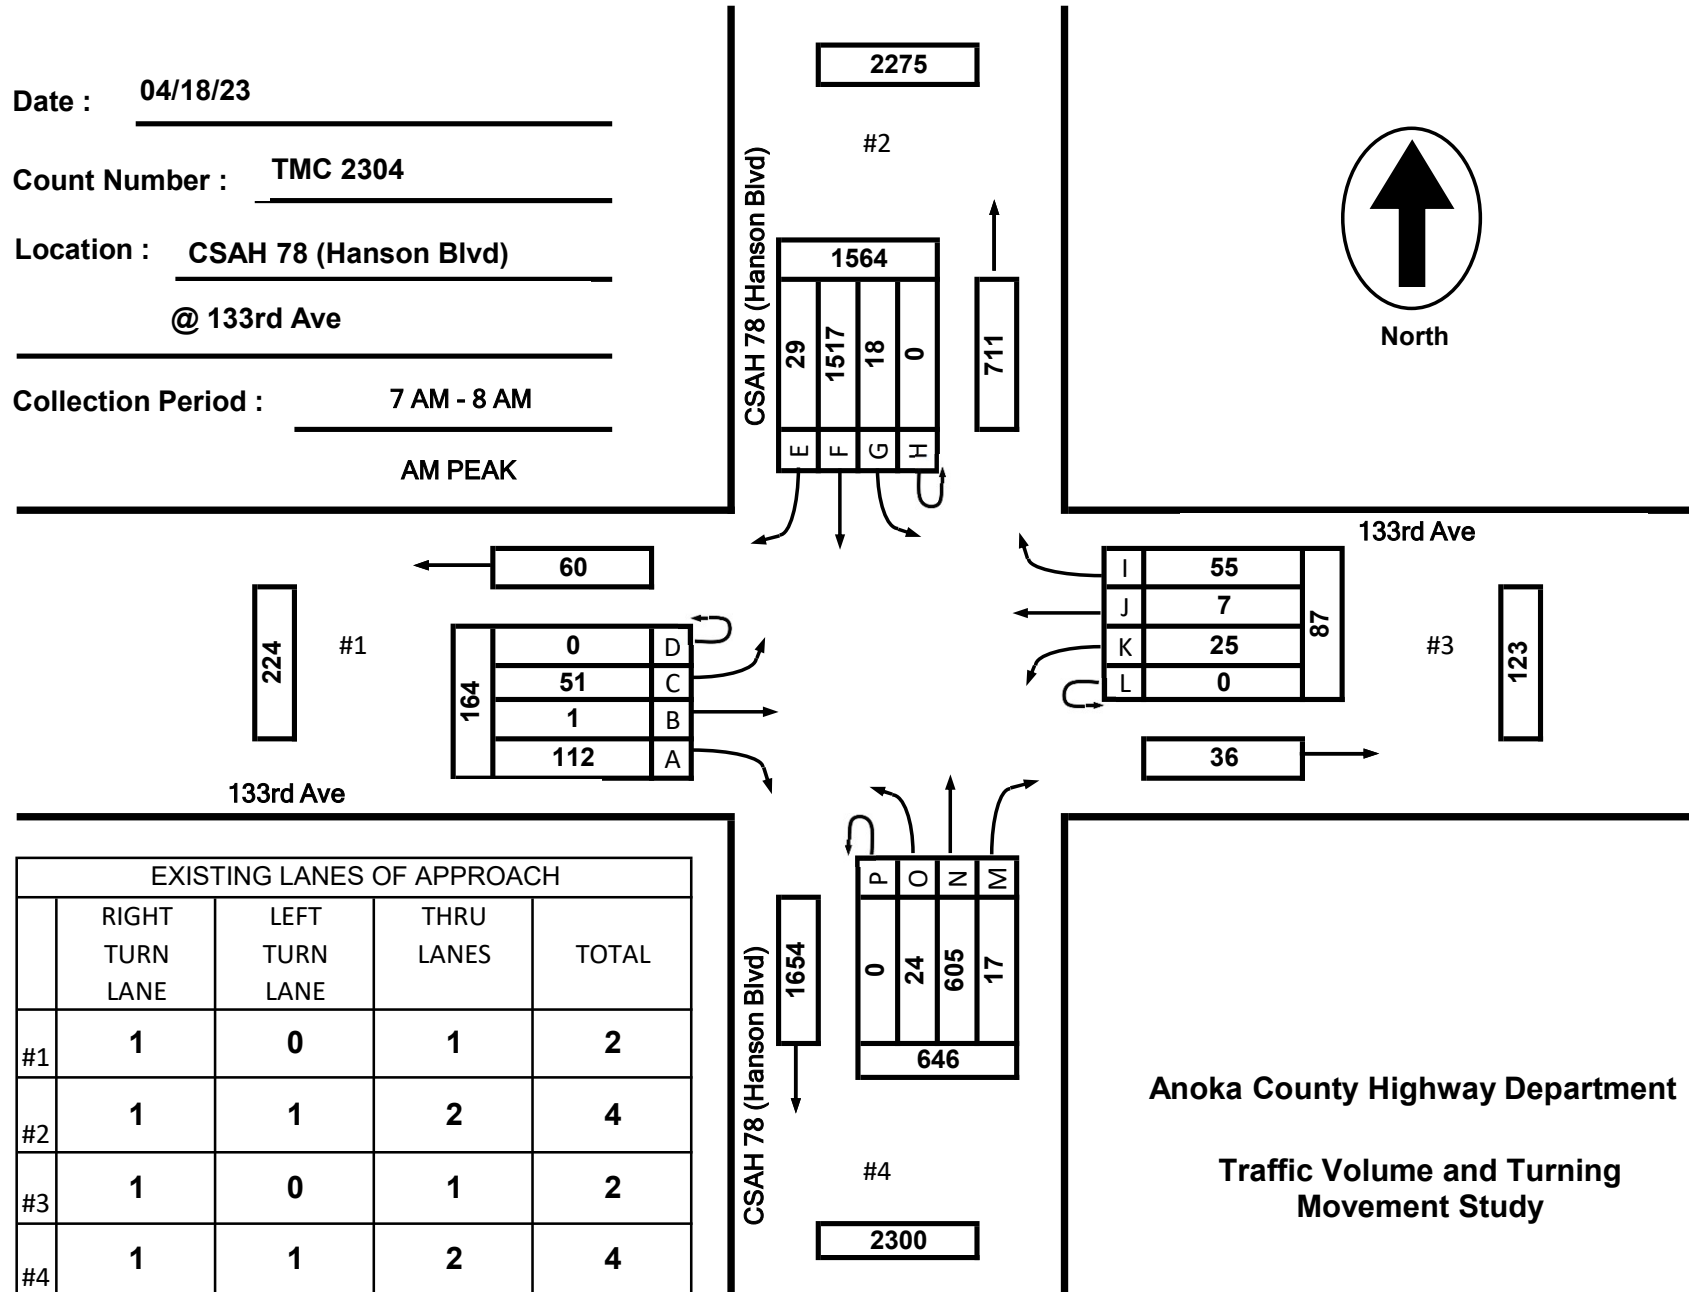 Date : 04/18/23
Count Number : TMC 2304
Location : CSAH 78 (Hanson Blvd)
@ 133rd Ave
Collection Period : 7 AM - 8 AM
AM PEAK
2275
#2
CSAH 78 (Hanson Blvd)
1564
29 1517 18 0
E F G H
711
North
133rd Ave
60
224
#1
164
0 D
51 C
1 B
112 A
133rd Ave
I 55
J 7
K 25
L 0
87
#3
123
36
P O N M
0 24 605 17
646
1654
CSAH 78 (Hanson Blvd)
#4
2300
EXISTING LANES OF APPROACH
RIGHT LEFT THRU
TURN TURN LANES TOTAL
LANE LANE
#1 1 0 1 2
#2 1 1 2 4
#3 1 0 1 2
#4 1 1 2 4
Anoka County Highway Department
Traffic Volume and Turning
Movement Study